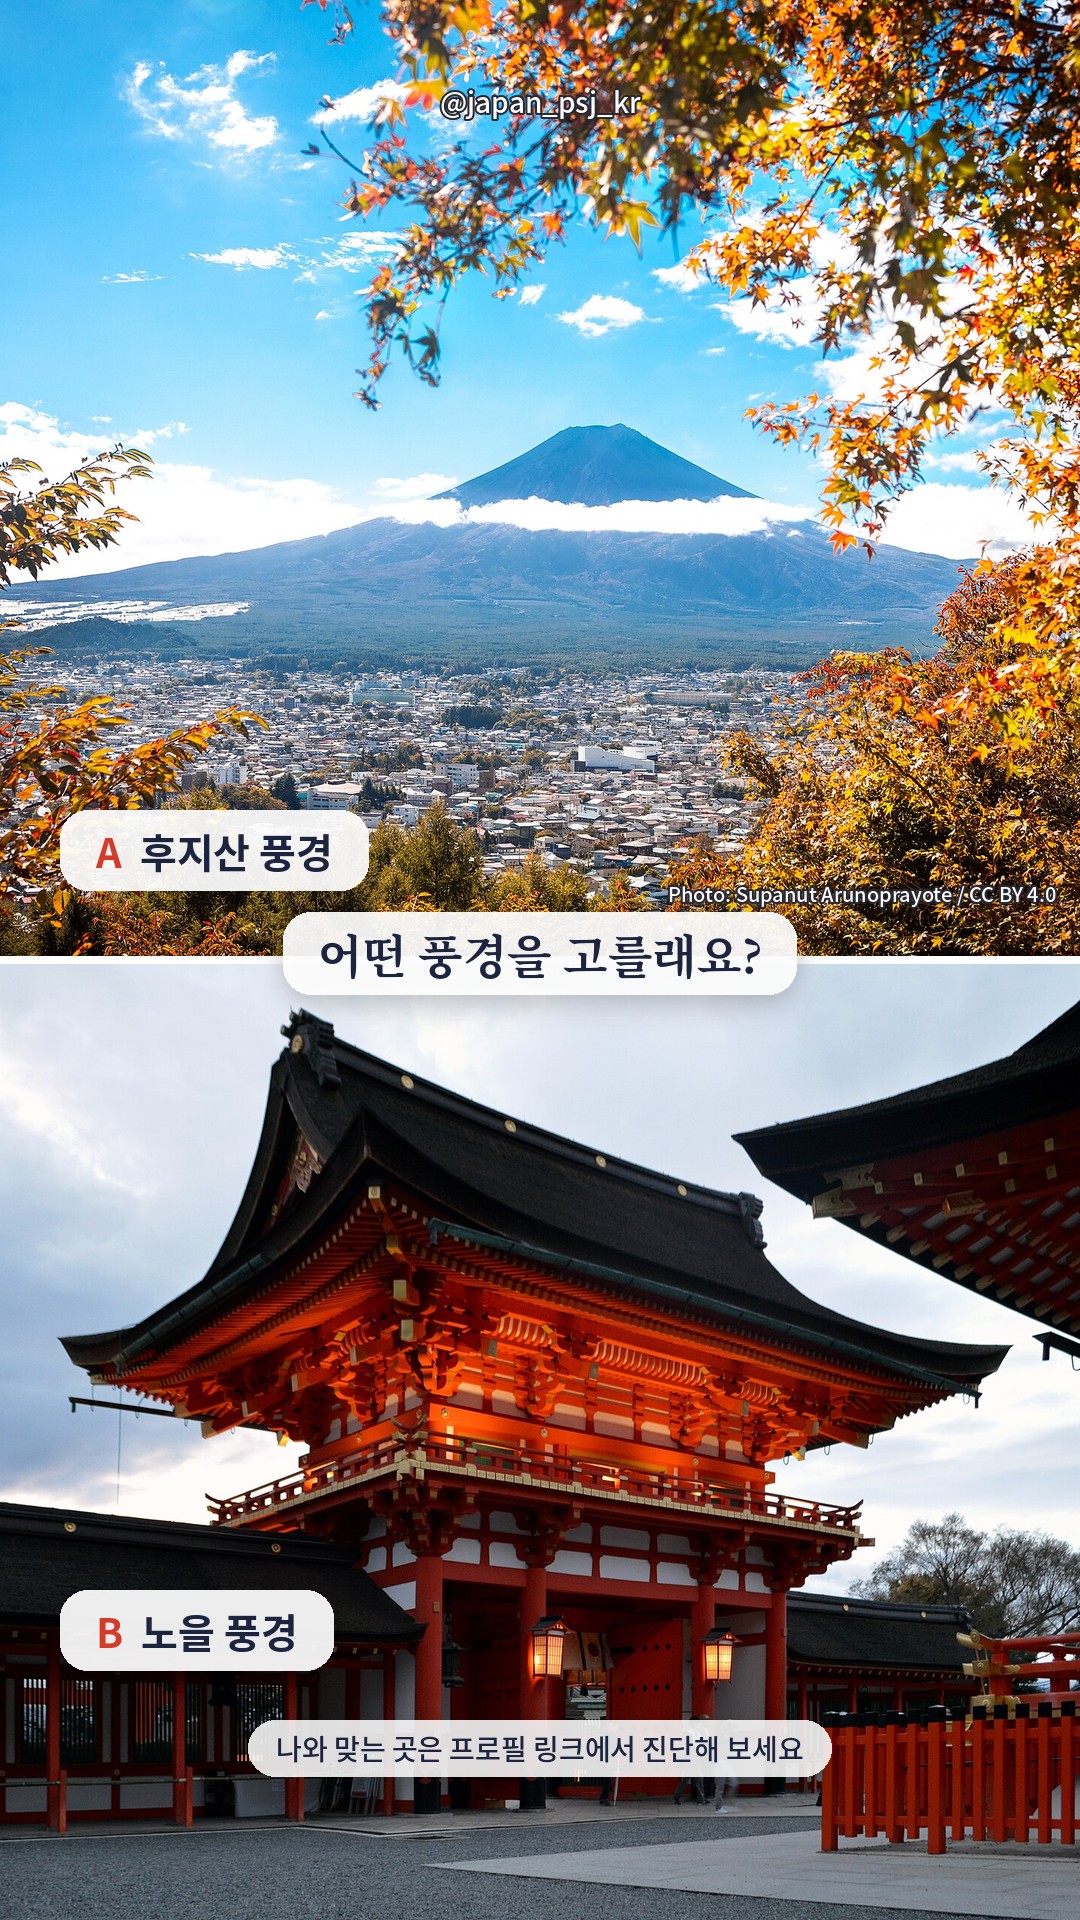 @japan_psj_kr
A 후지산 풍경
Photo: Supanut Arunoprayote / CC BY 4.0
어떤 풍경을 고를래요?
B 노을 풍경
나와 맞는 곳은 프로필 링크에서 진단해 보세요